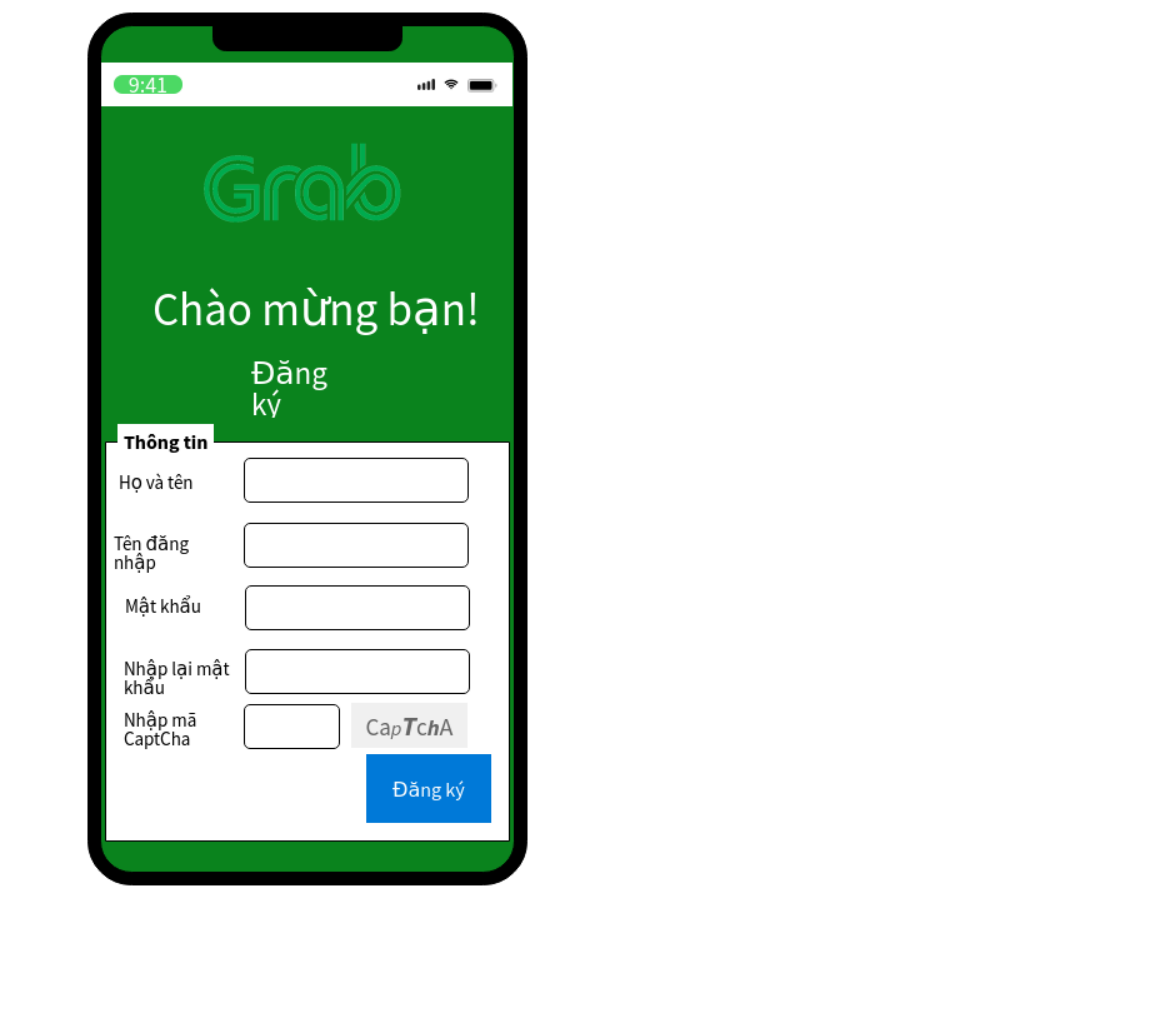 9:41
Grab
Chào mừng bạn!
Đăng
ký
Thông tin
Họ và tên
Tên đăng
nhập
Mật khẩu
Nhập lại mật
khẩu
Nhập mã
CaptCha
CapTchA
Đăng ký